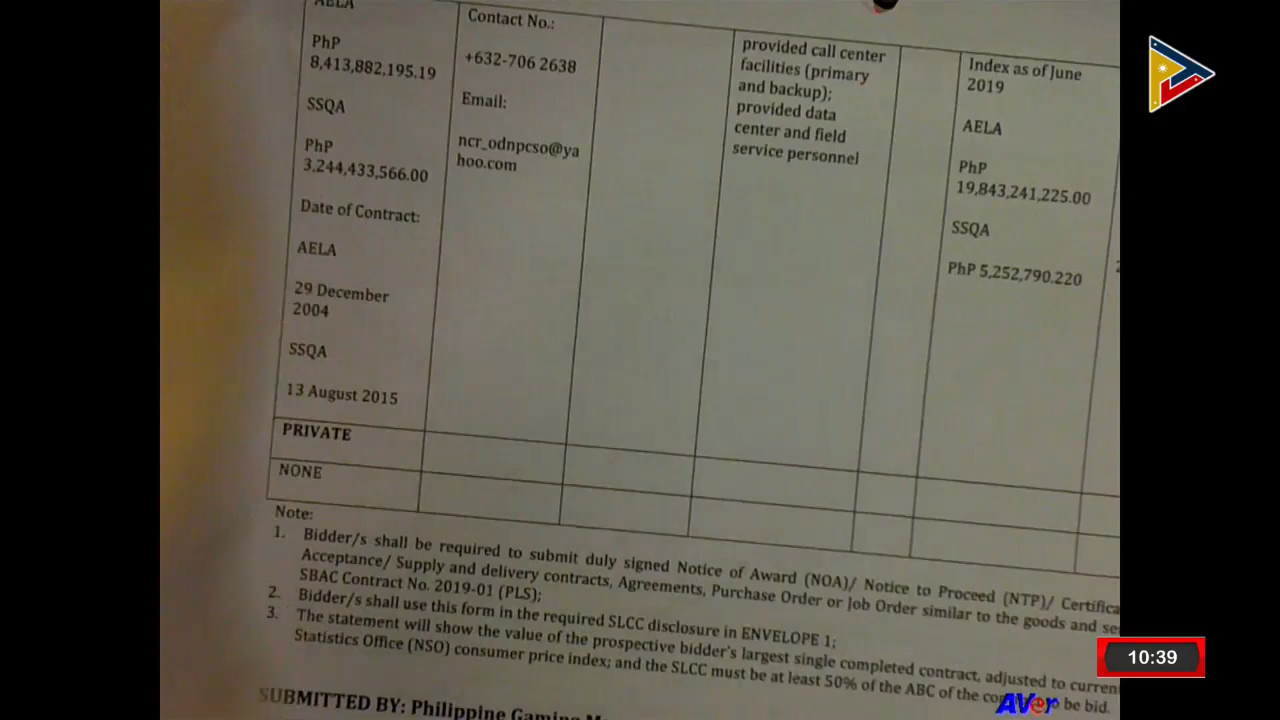 AELA
PhP
8,413,882,195.19
SSQA
PhP
3,244,433,566.00
Date of Contract:
AELA
29 December
2004
SSQA
13 August 2015
Contact No.:
+632-706 2638
Email:
ncr_odnpcso@ya
hoo.com
provided call center
facilities (primary
and backup);
provided data
center and field
service personnel
Index as of June
2019
AELA
PhP
19,843,241,225.00
SSQA
PhP 5,252,790.220
PRIVATE
NONE
Note:
1. Bidder/s shall be required to submit duly signed Notice of Award (NOA)/ Notice to Proceed (NTP)/
Acceptance/ Supply and delivery contracts, Agreements, Purchase Order or Job Order similar to the goods and
SBAC Contract No. 2019-01 (PLS);
2. Bidder/s shall use this form in the required SLCC disclosure in ENVELOPE 1;
3. The statement will show the value of the prospective bidder's largest single completed contract, adjusted to
Statistics Office (NSO) consumer price index; and the SLCC must be at least 50% of the ABC of the to be bid.
SUBMITTED BY: Philippine Gaming
10:39
AVer